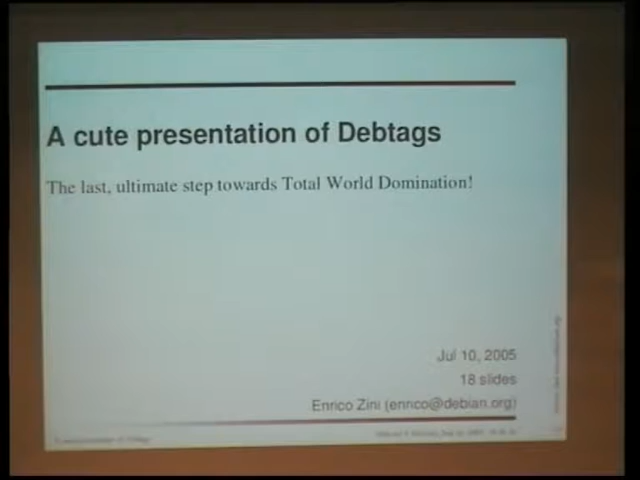 A cute presentation of Debtags
The last, ultimate step towards Total World Domination!
Jul 10, 2005
18 slides
Enrico Zini (enrico@debian.org)